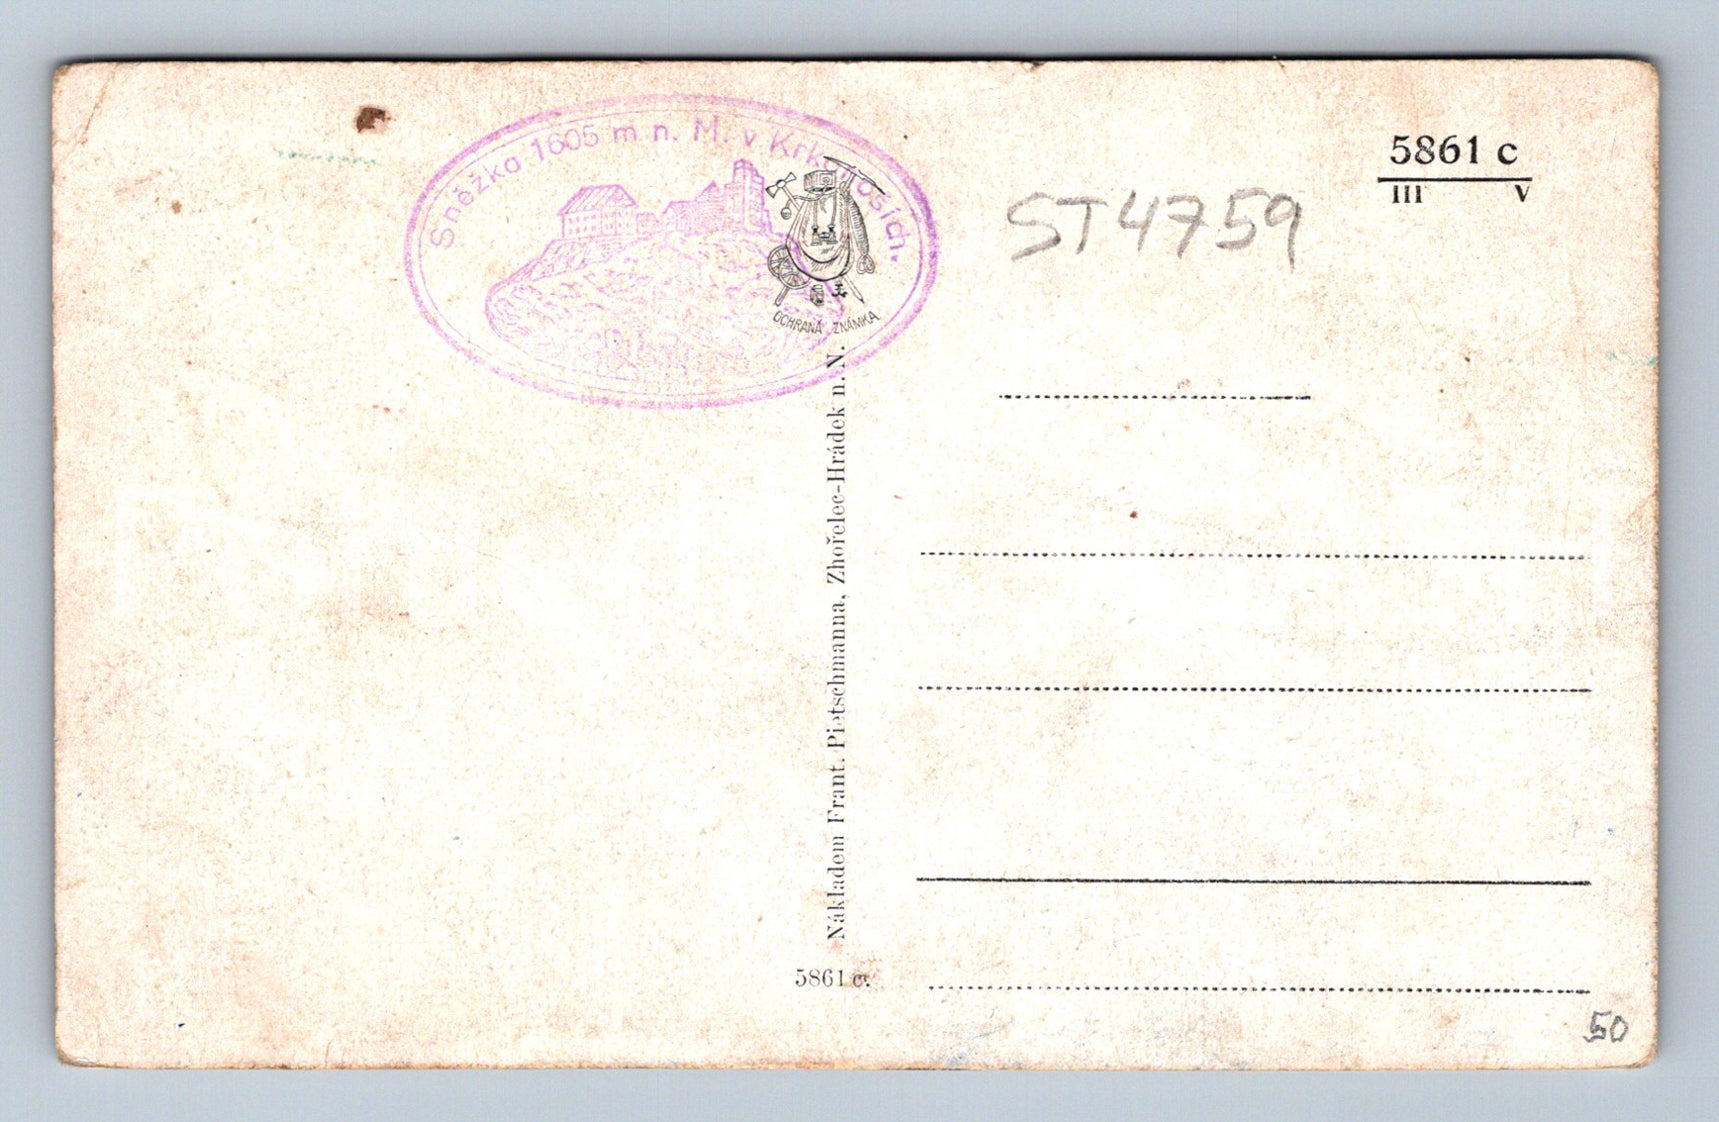 Sněžka 1605 m n. M. v Krkonoších.
OCHRANÁ ZNÁMKA
5861 c
III V
ST4759
Nákladem Frant. Pietschmanna, Zhořelec-Hrádek n. N.
5861 c.
50